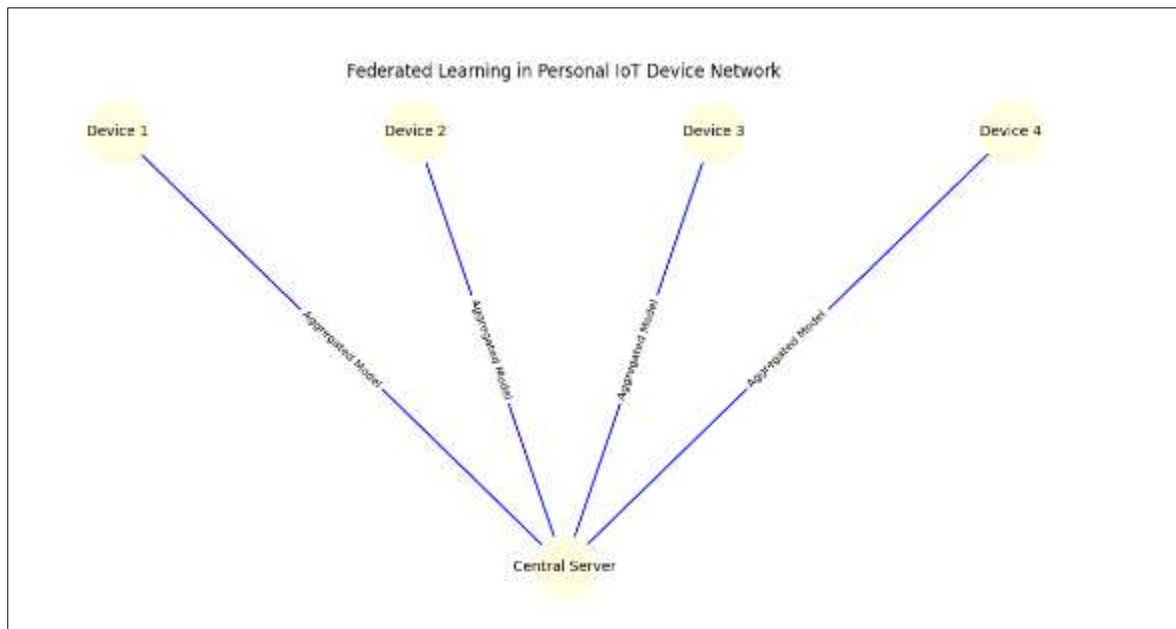 Federated Learning in Personal IoT Device Network
Device 1
Device 2
Device 3
Device 4
Aggregated Model
Aggregated Model
Aggregated Model
Aggregated Model
Central Server